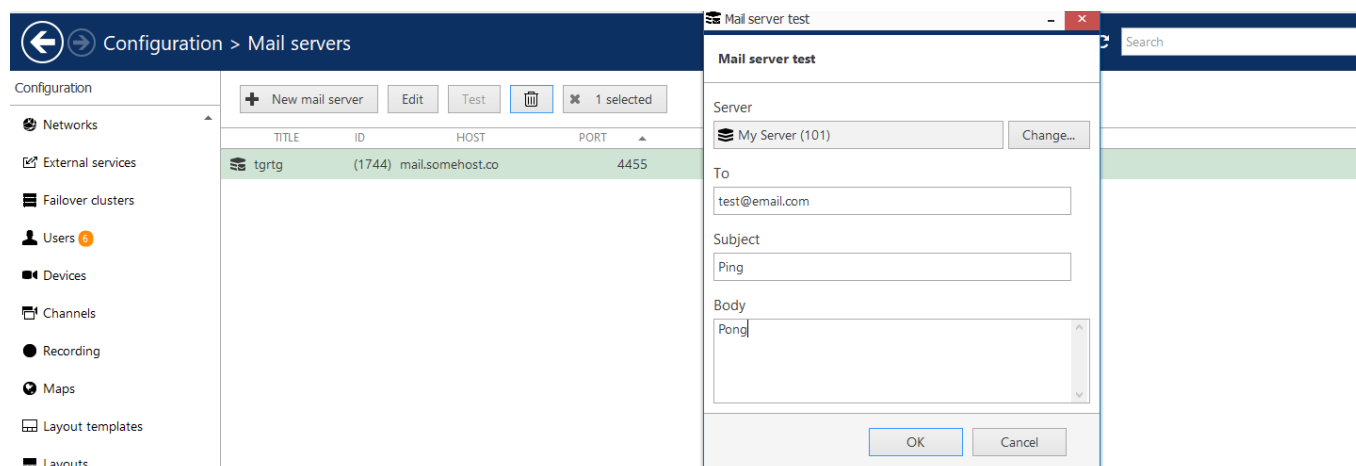 Configuration > Mail servers
Search
Configuration
Networks
External services
Failover clusters
Users 6
Devices
Channels
Recording
Maps
Layout templates
Layouts
New mail server Edit Test 1 selected
TITLE ID HOST PORT
tgrtg (1744) mail.somehost.co 4455
Mail server test
Mail server test
Server
My Server (101) Change...
To
test@email.com
Subject
Ping
Body
Pong
OK Cancel